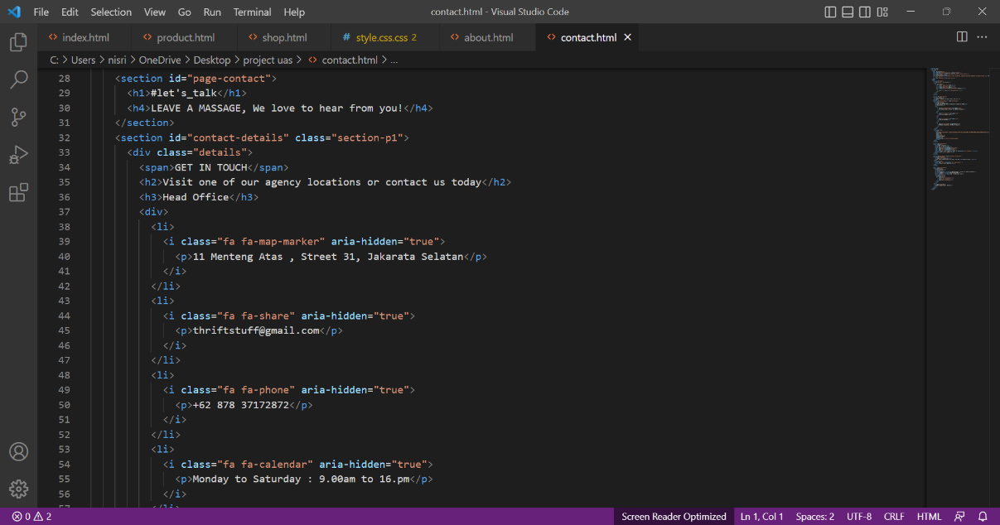 File Edit Selection View Go Run Terminal Help contact.html - Visual Studio Code
index.html product.html shop.html # style.css.css 2 about.html contact.html
C: > Users > nisri > OneDrive > Desktop > project uas > contact.html > ...
28 <section id="page-contact">
29 <h1>#let's_talk</h1>
30 <h4>LEAVE A MASSAGE, We love to hear from you!</h4>
31 </section>
32 <section id="contact-details" class="section-p1">
33 <div class="details">
34 <span>GET IN TOUCH</span>
35 <h2>Visit one of our agency locations or contact us today</h2>
36 <h3>Head Office</h3>
37 <div>
38 <li>
39 <i class="fa fa-map-marker" aria-hidden="true">
40 <p>11 Menteng Atas , Street 31, Jakarata Selatan</p>
41 </i>
42 </li>
43 <li>
44 <i class="fa fa-share" aria-hidden="true">
45 <p>thriftstuff@gmail.com</p>
46 </i>
47 </li>
48 <li>
49 <i class="fa fa-phone" aria-hidden="true">
50 <p>+62 878 37172872</p>
51 </i>
52 </li>
53 <li>
54 <i class="fa fa-calendar" aria-hidden="true">
55 <p>Monday to Saturday : 9.00am to 16.pm</p>
56 </i>
57 </li>
0 2 Screen Reader Optimized Ln 1, Col 1 Spaces: 2 UTF-8 CRLF HTML